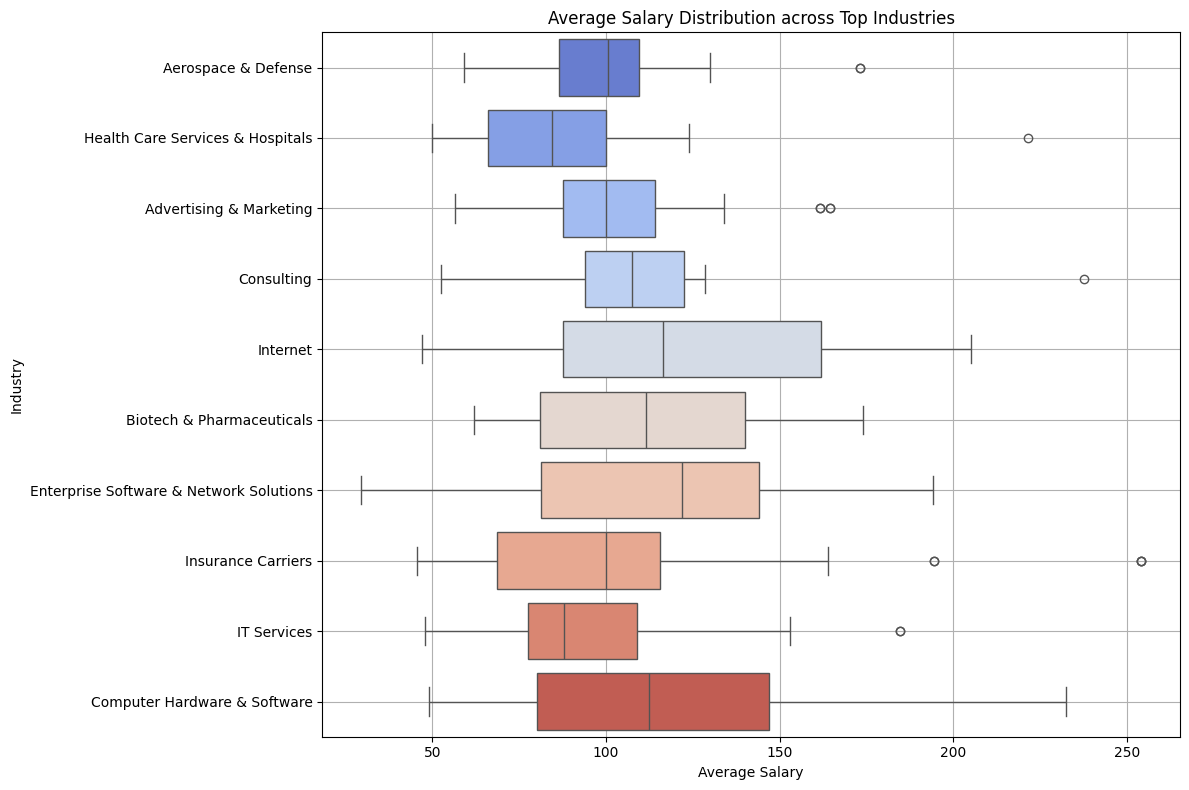 Average Salary Distribution across Top Industries
Industry
Aerospace & Defense
Health Care Services & Hospitals
Advertising & Marketing
Consulting
Internet
Biotech & Pharmaceuticals
Enterprise Software & Network Solutions
Insurance Carriers
IT Services
Computer Hardware & Software
50 100 150 200 250
Average Salary